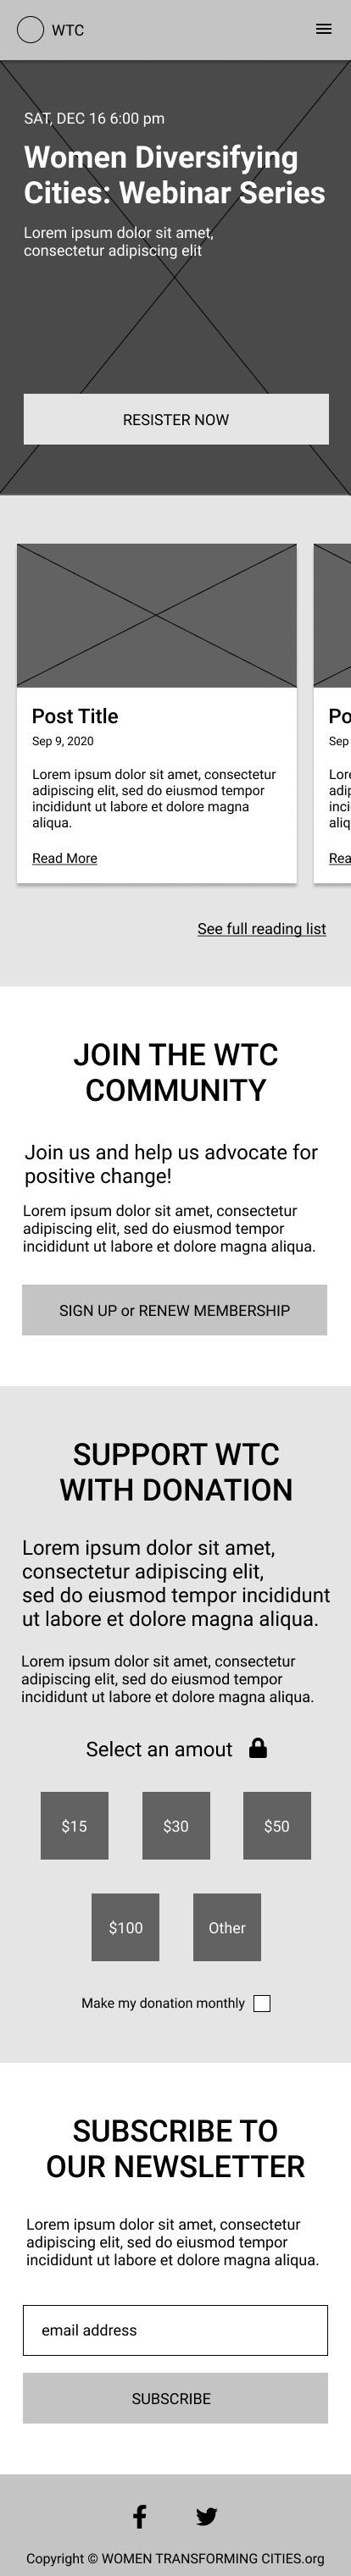 WTC
SAT, DEC 16 6:00 pm
Women Diversifying
Cities: Webinar Series
Lorem ipsum dolor sit amet,
consectetur adipiscing elit
RESISTER NOW
Post Title
Sep 9, 2020
Lorem ipsum dolor sit amet, consectetur
adipiscing elit, sed do eiusmod tempor
incididunt ut labore et dolore magna
aliqua.
Read More
Po
Sep
Lore
adip
inci
aliq
Rea
See full reading list
JOIN THE WTC
COMMUNITY
Join us and help us advocate for
positive change!
Lorem ipsum dolor sit amet, consectetur
adipiscing elit, sed do eiusmod tempor
incididunt ut labore et dolore magna aliqua.
SIGN UP or RENEW MEMBERSHIP
SUPPORT WTC
WITH DONATION
Lorem ipsum dolor sit amet,
consectetur adipiscing elit,
sed do eiusmod tempor incididunt
ut labore et dolore magna aliqua.
Lorem ipsum dolor sit amet, consectetur
adipiscing elit, sed do eiusmod tempor
incididunt ut labore et dolore magna aliqua.
Select an amout
$15
$30
$50
$100
Other
Make my donation monthly
SUBSCRIBE TO
OUR NEWSLETTER
Lorem ipsum dolor sit amet, consectetur
adipiscing elit, sed do eiusmod tempor
incididunt ut labore et dolore magna aliqua.
email address
SUBSCRIBE
Copyright © WOMEN TRANSFORMING CITIES.org